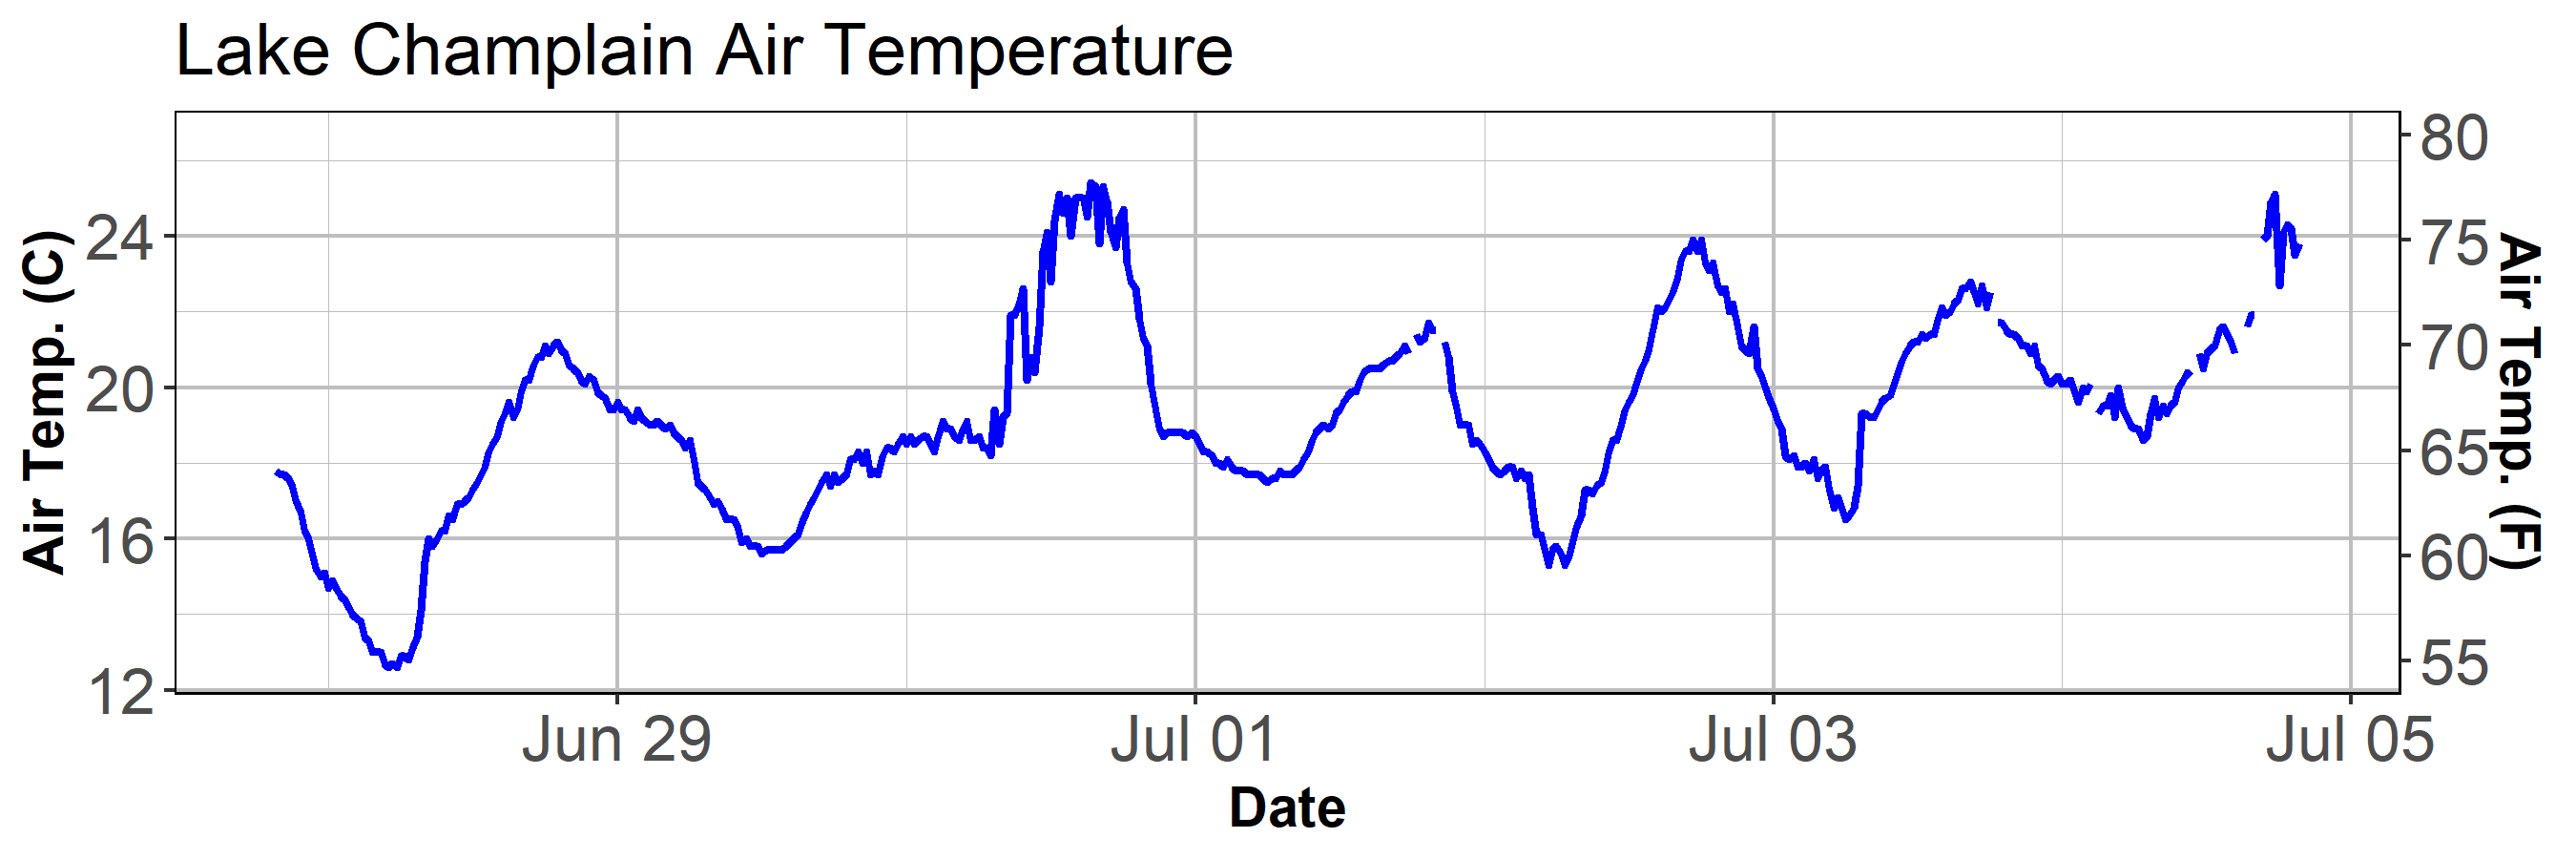 Lake Champlain Air Temperature
Air Temp. (C)
24
20
16
12
80
75
70
65
60
55
Air Temp. (F)
Jun 29
Jul 01
Jul 03
Jul 05
Date